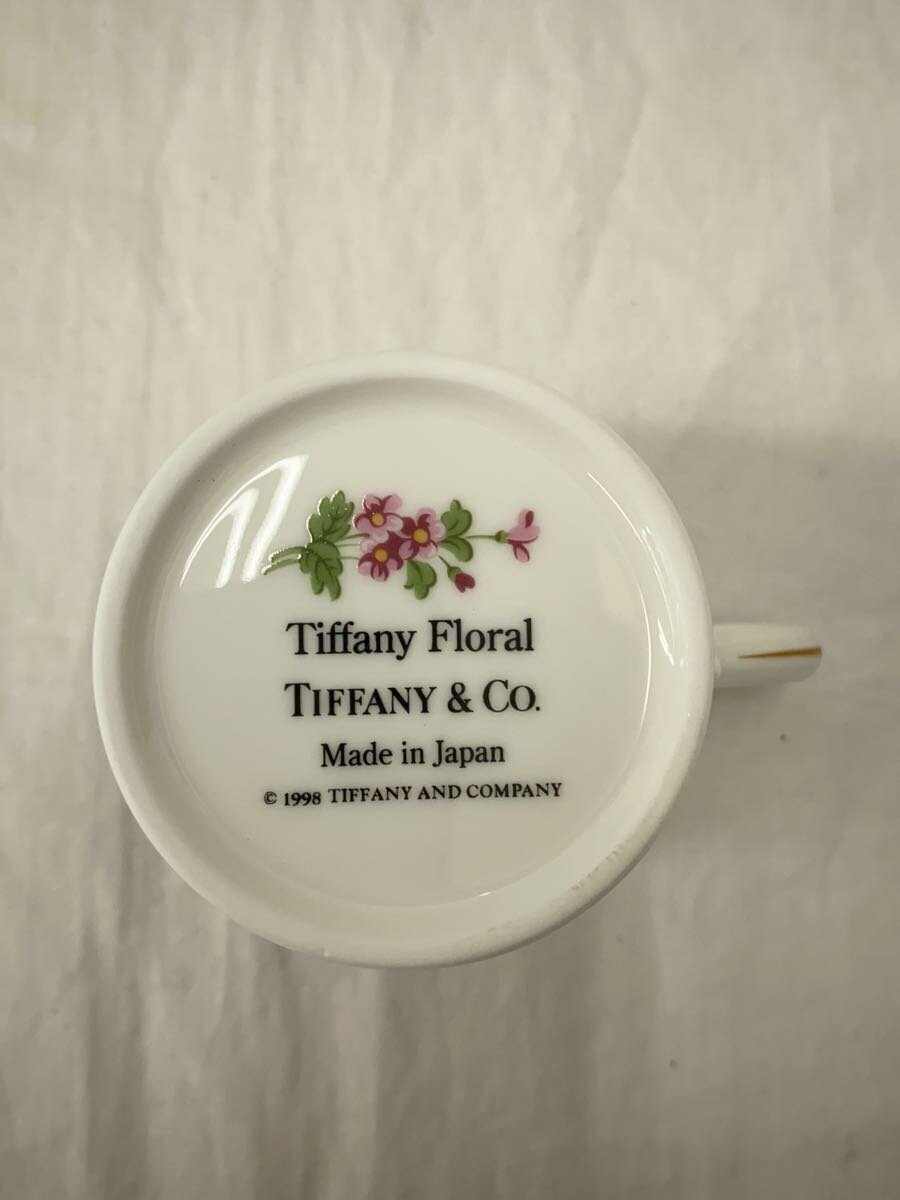 Tiffany Floral
TIFFANY & CO.
Made in Japan
© 1998 TIFFANY AND COMPANY